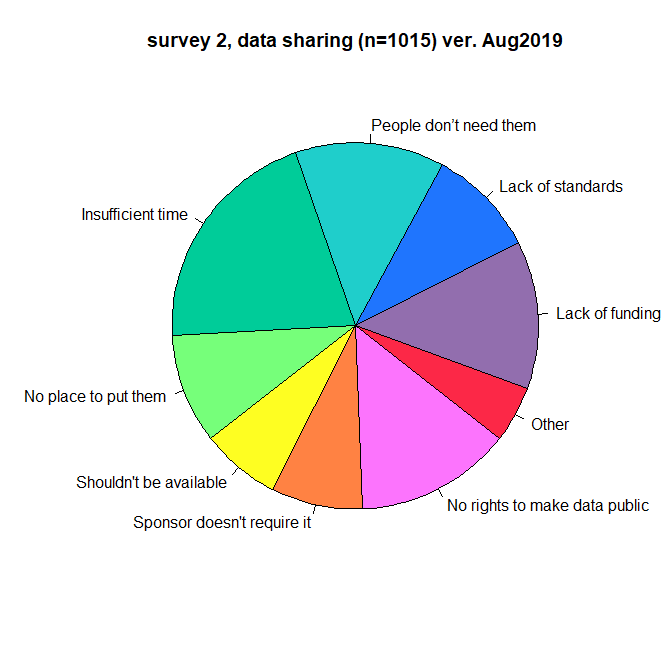 survey 2, data sharing (n=1015) ver. Aug2019
People don’t need them
Lack of standards
Insufficient time
Lack of funding
No place to put them
Other
Shouldn't be available
No rights to make data public
Sponsor doesn't require it